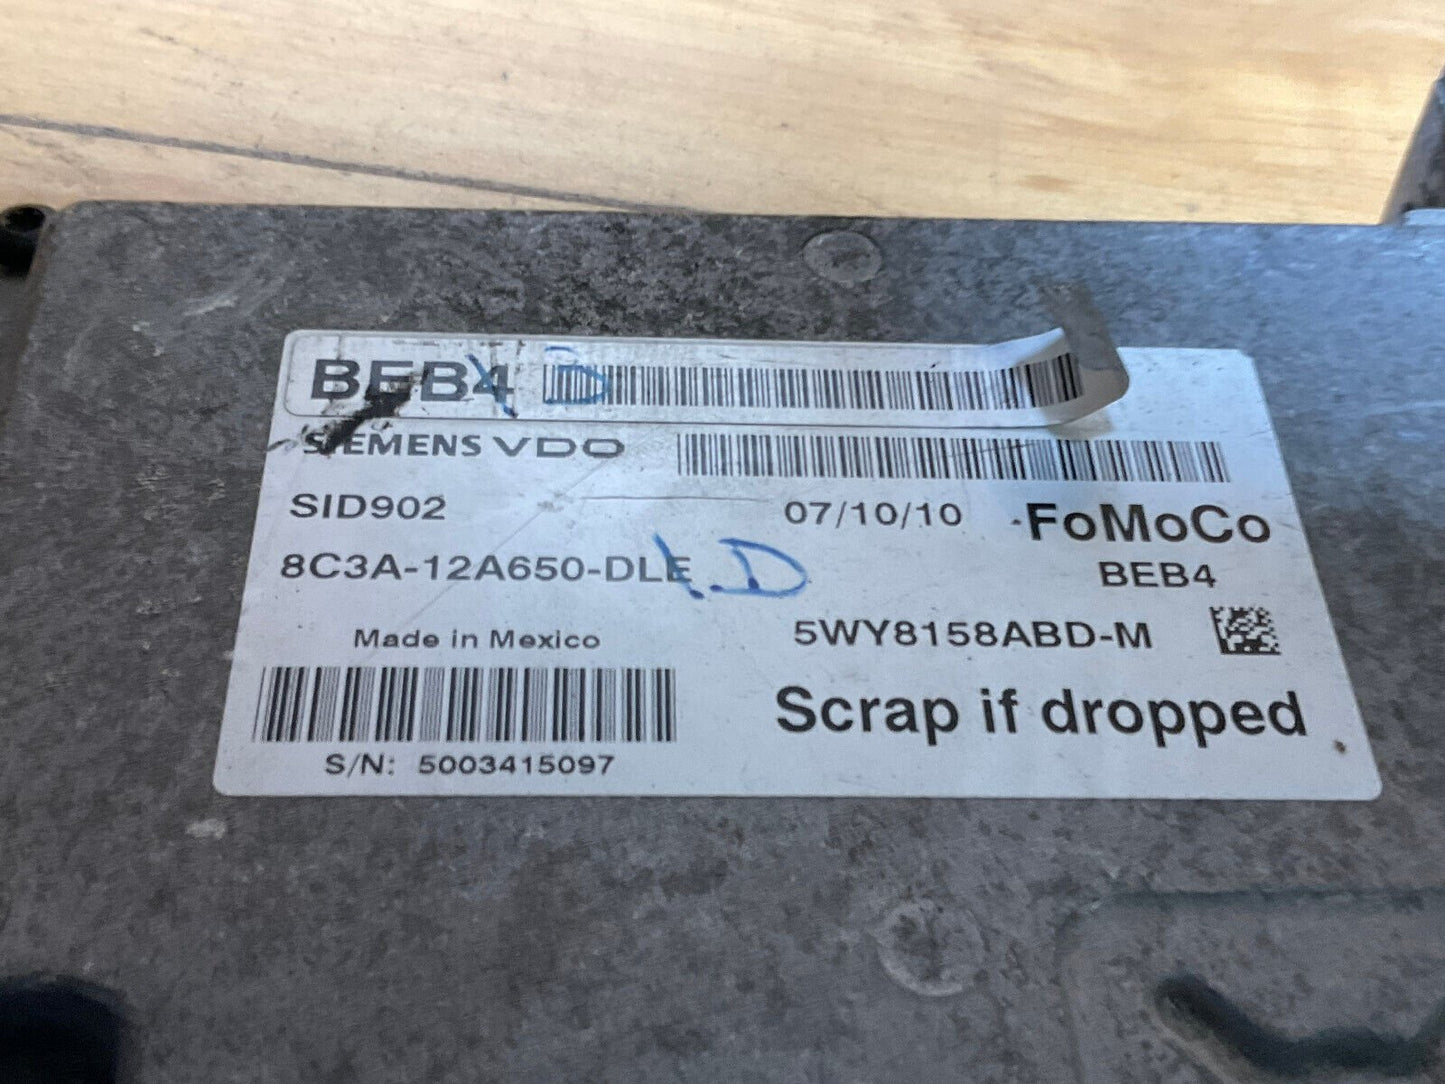 BEB4 B
SIEMENS VDO
SID902 07/10/10 FoMoCo
8C3A-12A650-DLE D BEB4
Made in Mexico 5WY8158ABD-M
Scrap if dropped
S/N: 5003415097